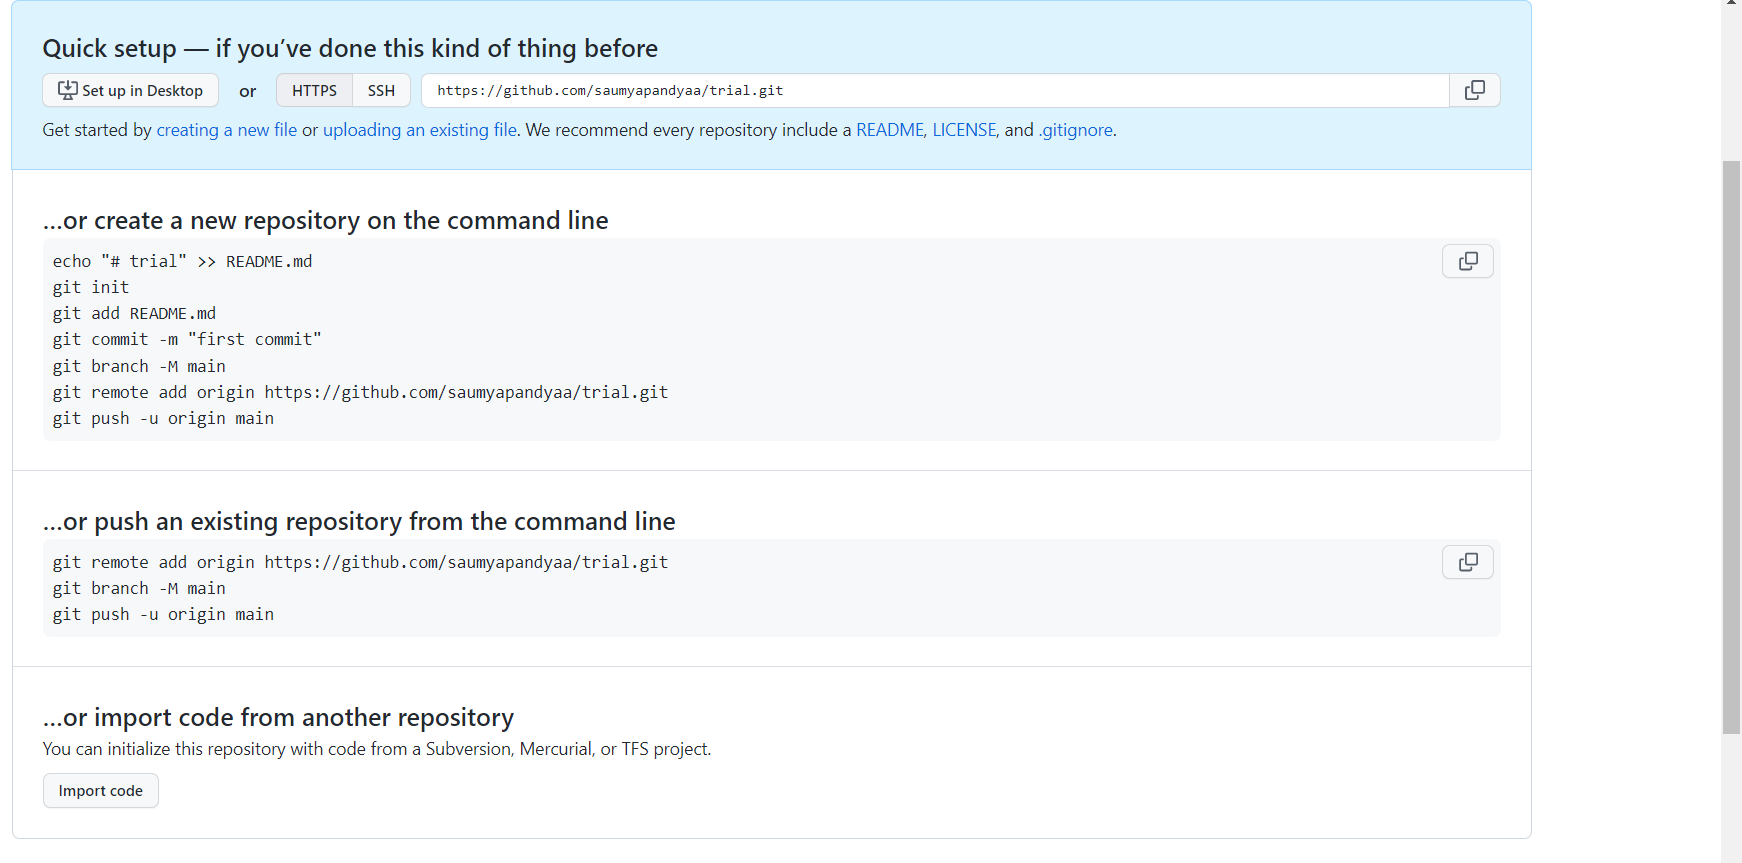 Quick setup — if you’ve done this kind of thing before
Set up in Desktop or HTTPS SSH https://github.com/saumyapandyaa/trial.git
Get started by creating a new file or uploading an existing file. We recommend every repository include a README, LICENSE, and .gitignore.
…or create a new repository on the command line
echo "# trial" >> README.md
git init
git add README.md
git commit -m "first commit"
git branch -M main
git remote add origin https://github.com/saumyapandyaa/trial.git
git push -u origin main
…or push an existing repository from the command line
git remote add origin https://github.com/saumyapandyaa/trial.git
git branch -M main
git push -u origin main
…or import code from another repository
You can initialize this repository with code from a Subversion, Mercurial, or TFS project.
Import code